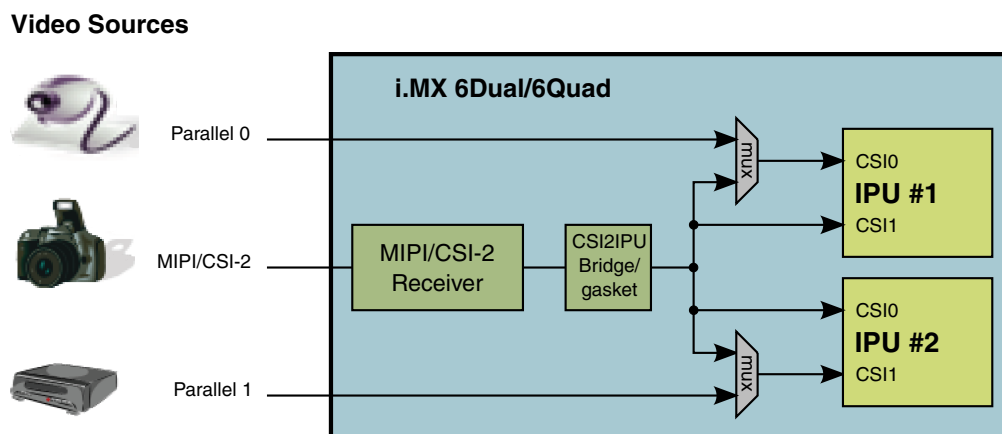 Video Sources
i.MX 6Dual/6Quad
Parallel 0
mux
CSI0
IPU #1
CSI1
MIPI/CSI-2
MIPI/CSI-2
Receiver
CSI2IPU
Bridge/
gasket
CSI0
IPU #2
CSI1
mux
Parallel 1